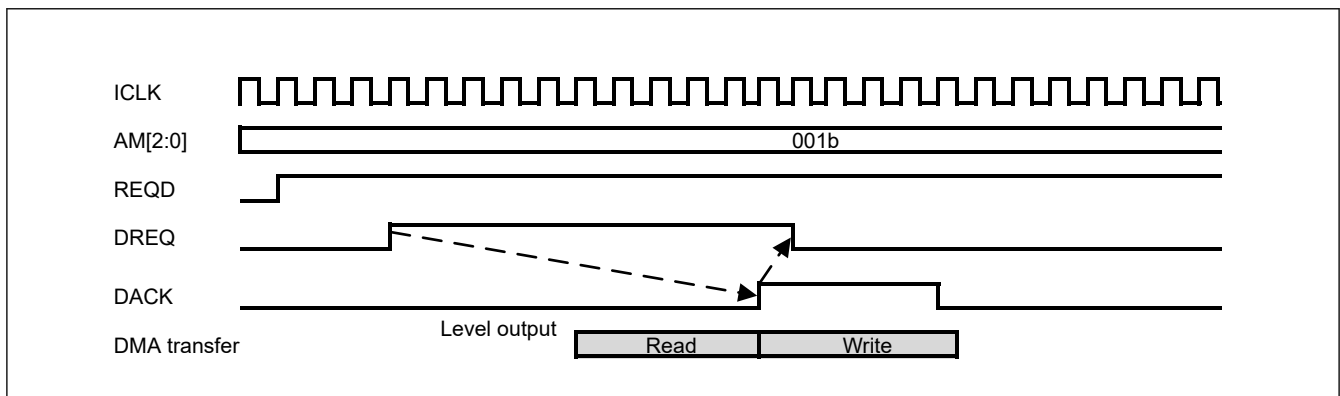 ICLK
AM[2:0] 001b
REQD
DREQ
DACK
Level output
DMA transfer Read Write